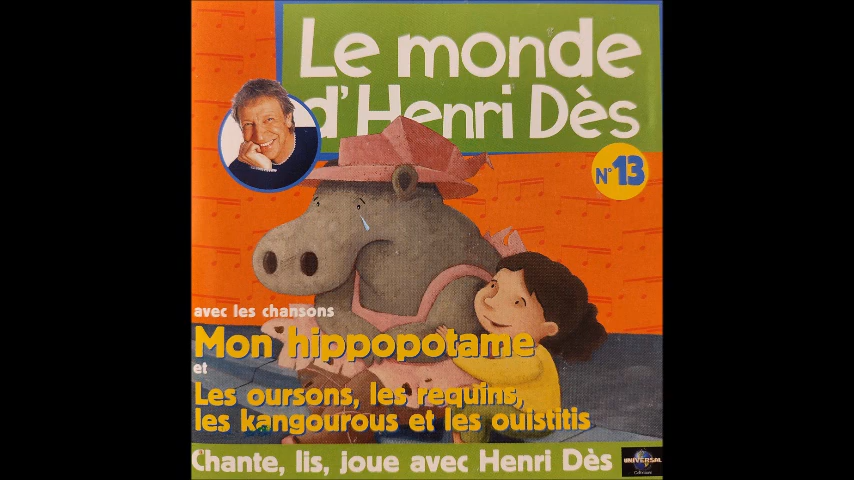 Le monde
d'Henri Dès
N° 13
avec les chansons
Mon hippopotame
et
Les oursons, les requins,
les kangourous et les ouistitis
Chante, lis, joue avec Henri Dès
UNIVERSAL